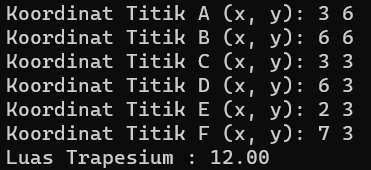 Koordinat Titik A (x, y): 3 6
Koordinat Titik B (x, y): 6 6
Koordinat Titik C (x, y): 3 3
Koordinat Titik D (x, y): 6 3
Koordinat Titik E (x, y): 2 3
Koordinat Titik F (x, y): 7 3
Luas Trapesium : 12.00